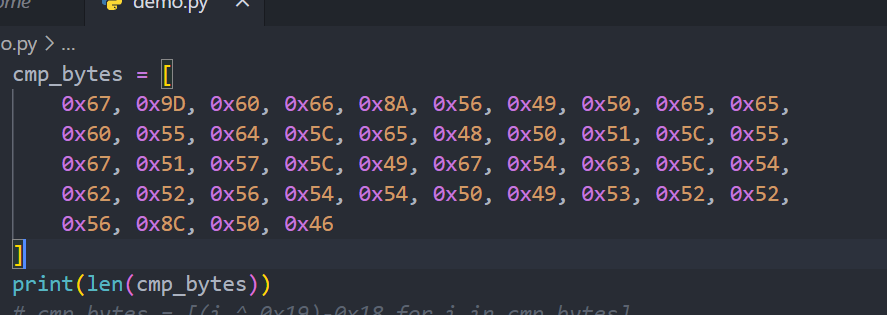 ome demo.py ×
o.py > ...
cmp_bytes = [
0x67, 0x9D, 0x60, 0x66, 0x8A, 0x56, 0x49, 0x50, 0x65, 0x65,
0x60, 0x55, 0x64, 0x5C, 0x65, 0x48, 0x50, 0x51, 0x5C, 0x55,
0x67, 0x51, 0x57, 0x5C, 0x49, 0x67, 0x54, 0x63, 0x5C, 0x54,
0x62, 0x52, 0x56, 0x54, 0x54, 0x50, 0x49, 0x53, 0x52, 0x52,
0x56, 0x8C, 0x50, 0x46
]
print(len(cmp_bytes))
# cmp_bytes = [(i ^ 0x19)-0x18 for i in cmp_bytes]